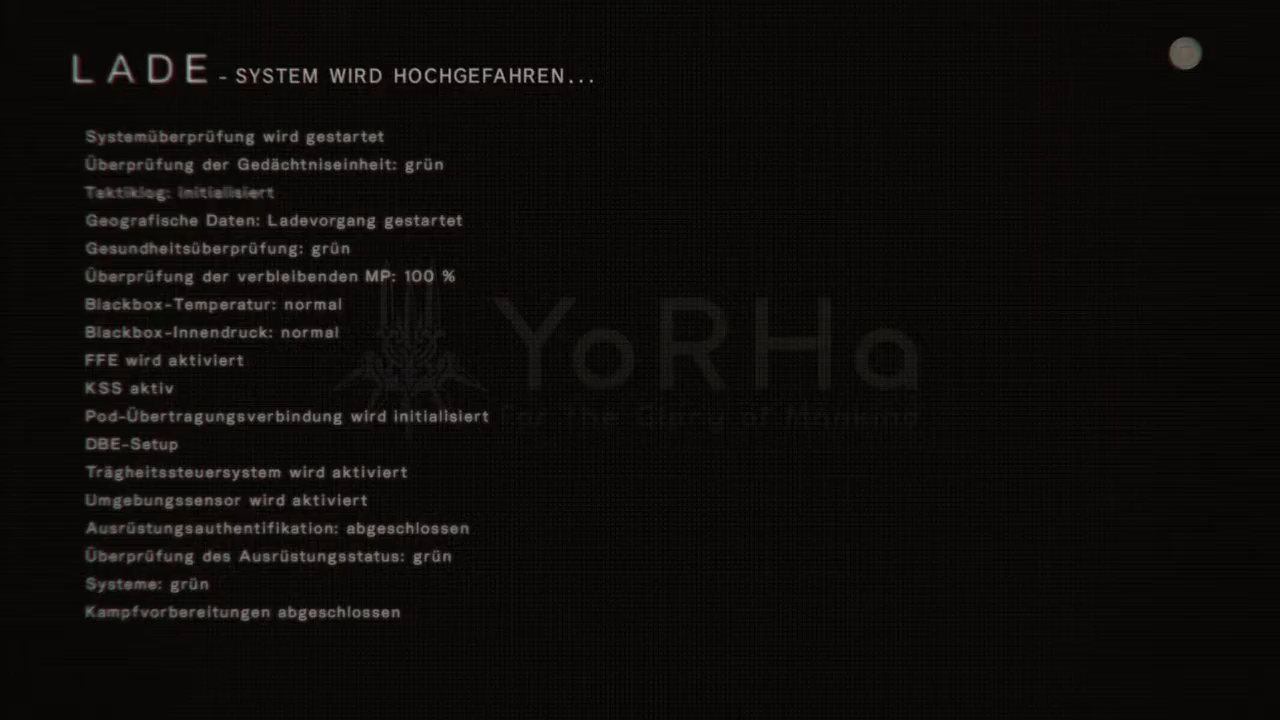 LADE - SYSTEM WIRD HOCHGEFAHREN...
Systemüberprüfung wird gestartet
Überprüfung der Gedächtniseinheit: grün
Taktiklog: Initialisiert
Geografische Daten: Ladevorgang gestartet
Gesundheitsüberprüfung: grün
Überprüfung der verbleibenden MP: 100 %
Blackbox-Temperatur: normal
Blackbox-Innendruck: normal
FFE wird aktiviert
KSS aktiv
Pod-Übertragungsverbindung wird initialisiert
DBE-Setup
Trägheitssteuersystem wird aktiviert
Umgebungssensor wird aktiviert
Ausrüstungsauthentifikation: abgeschlossen
Überprüfung des Ausrüstungsstatus: grün
Systeme: grün
Kampfvorbereitungen abgeschlossen
YoRHa
For the Glory of Mankind